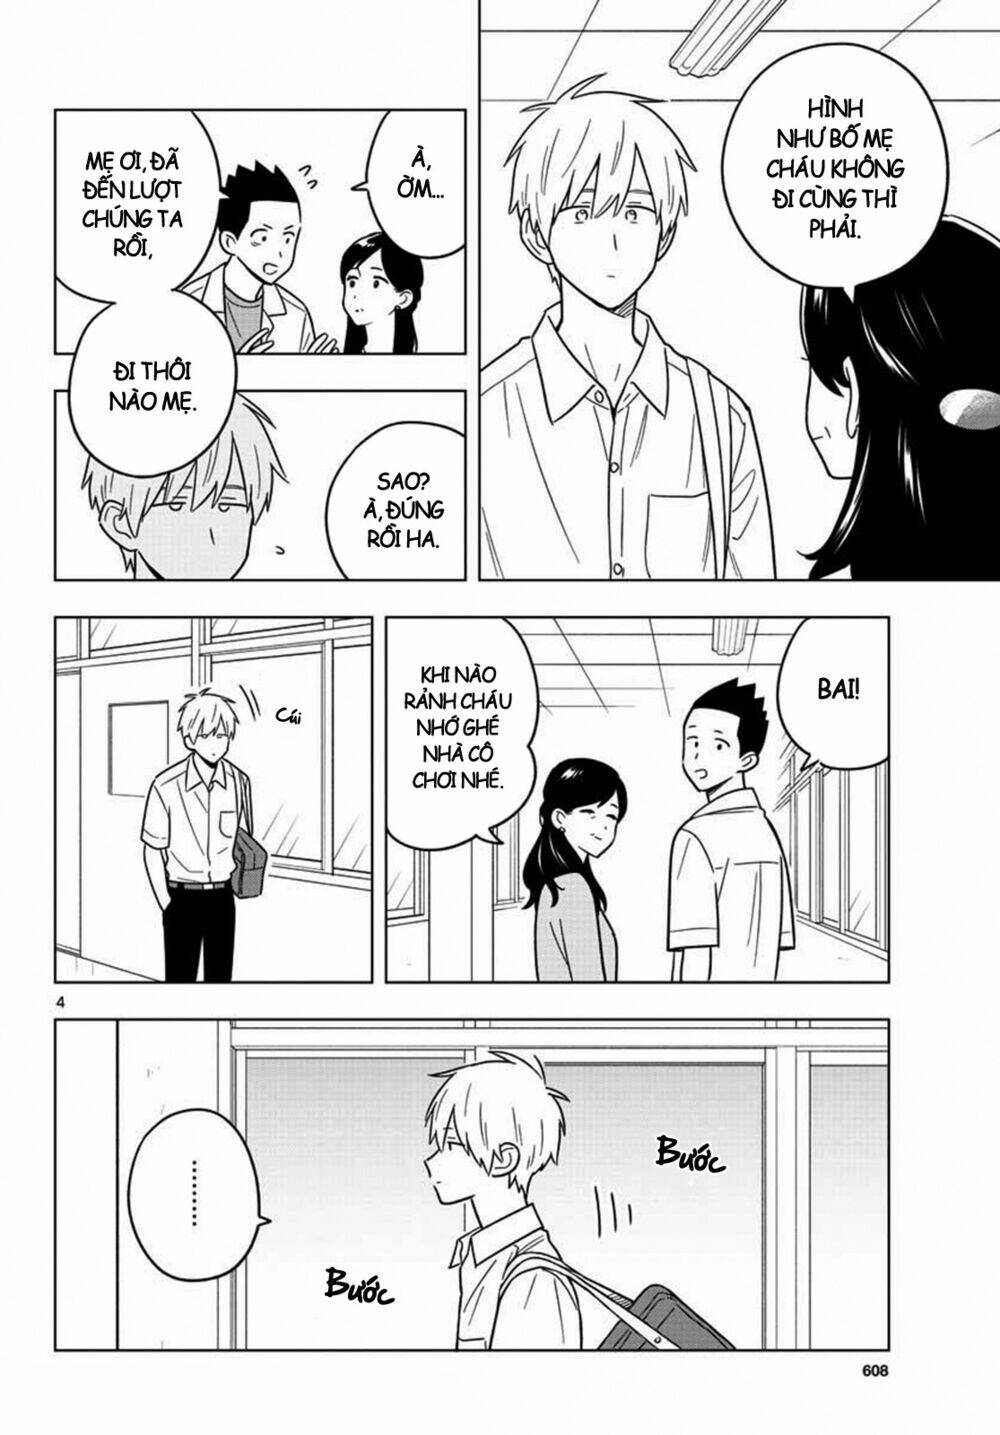 HÌNH
NHƯ BỐ MẸ
CHÁU KHÔNG
ĐI CÙNG THÌ
PHẢI.
À,
ỜM...
MẸ ƠI, ĐÃ
ĐẾN LƯỢT
CHÚNG TA
RỒI,
ĐI THÔI
NÀO MẸ.
SAO?
À, ĐÚNG
RỒI HA.
BAI!
KHI NÀO
RẢNH CHÁU
NHỚ GHÉ
NHÀ CÔ
CHƠI NHÉ.
Cúi
4
Bước
.........
Bước
608